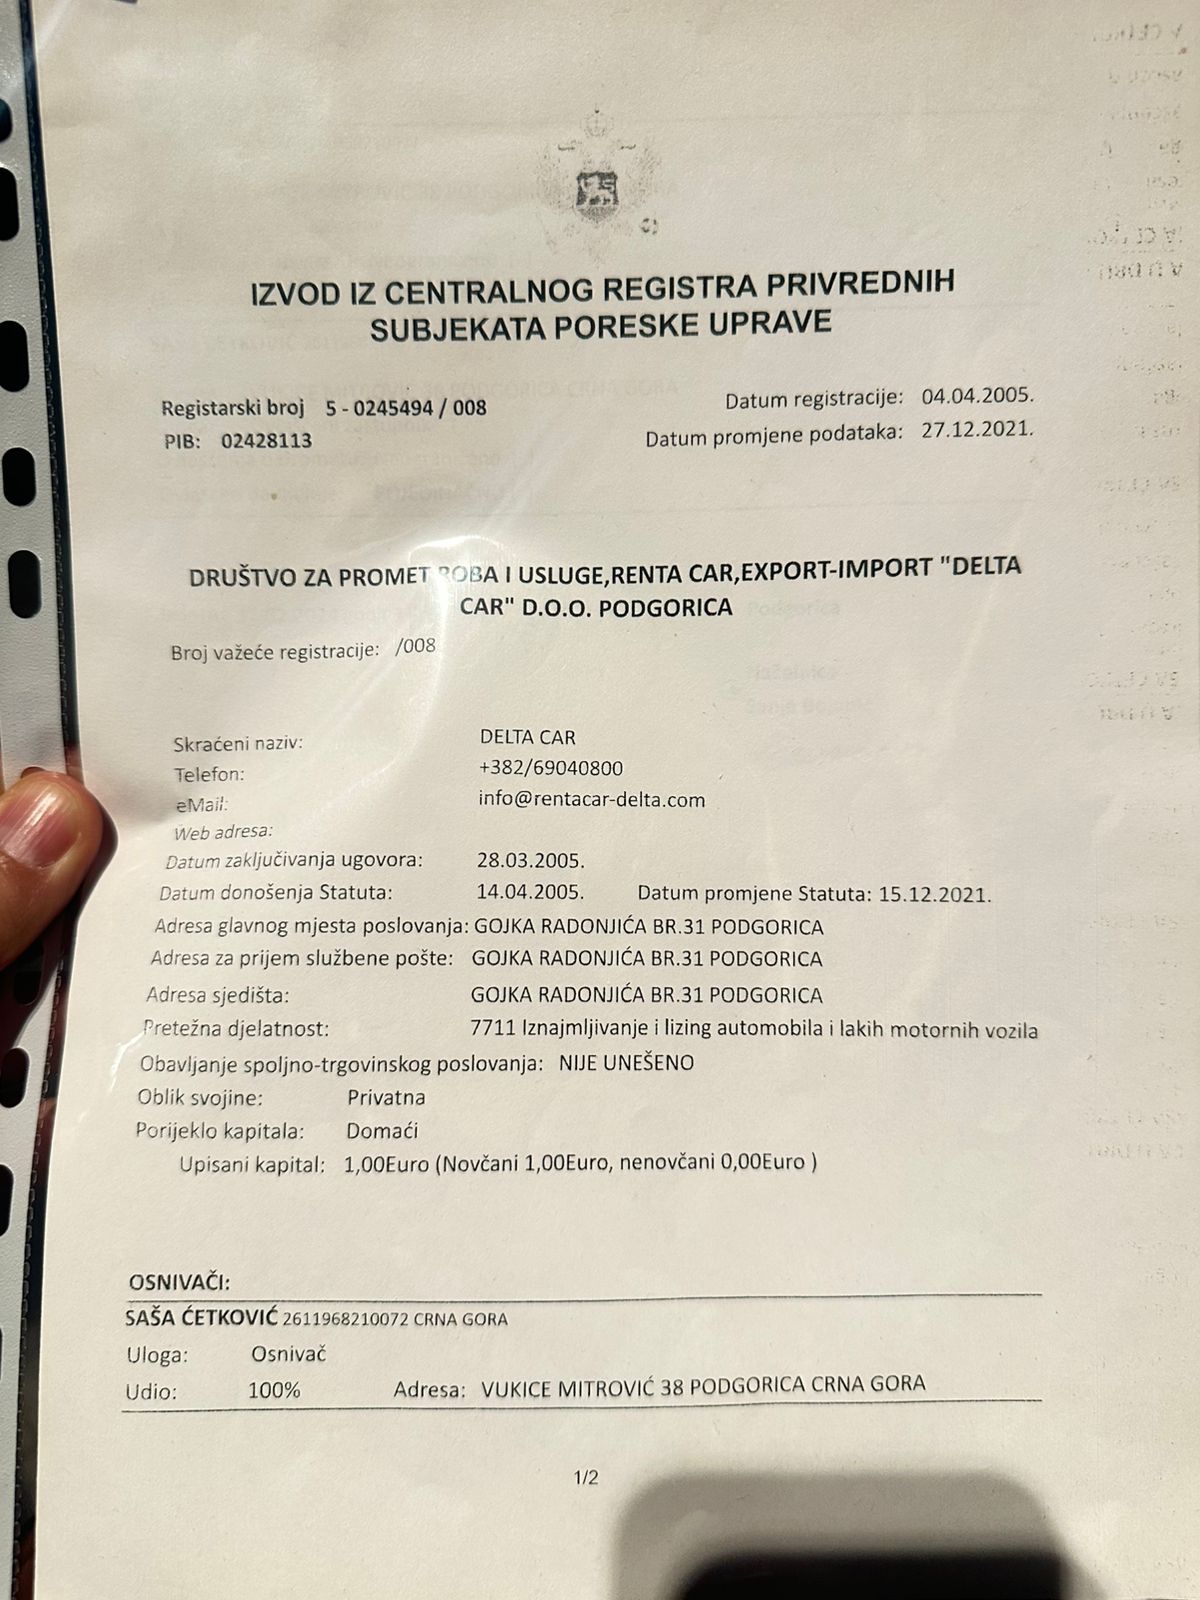 IZVOD IZ CENTRALNOG REGISTRA PRIVREDNIH
SUBJEKATA PORESKE UPRAVE
Registarski broj 5 - 0245494 / 008
Datum registracije: 04.04.2005.
PIB: 02428113
Datum promjene podataka: 27.12.2021.
DRUŠTVO ZA PROMET ROBA I USLUGE,RENTA CAR,EXPORT-IMPORT "DELTA
CAR" D.O.O. PODGORICA
Broj važeće registracije: /008
Skraćeni naziv: DELTA CAR
Telefon: +382/69040800
eMail: info@rentacar-delta.com
Web adresa:
Datum zaključivanja ugovora: 28.03.2005.
Datum donošenja Statuta: 14.04.2005. Datum promjene Statuta: 15.12.2021.
Adresa glavnog mjesta poslovanja: GOJKA RADONJIĆA BR.31 PODGORICA
Adresa za prijem službene pošte: GOJKA RADONJIĆA BR.31 PODGORICA
Adresa sjedišta: GOJKA RADONJIĆA BR.31 PODGORICA
Pretežna djelatnost: 7711 Iznajmljivanje i lizing automobila i lakih motornih vozila
Obavljanje spoljno-trgovinskog poslovanja: NIJE UNEŠENO
Oblik svojine: Privatna
Porijeklo kapitala: Domaći
Upisani kapital: 1,00Euro (Novčani 1,00Euro, nenovčani 0,00Euro )
OSNIVAČI:
SAŠA ĆETKOVIĆ 2611968210072 CRNA GORA
Uloga: Osnivač
Udio: 100% Adresa: VUKICE MITROVIĆ 38 PODGORICA CRNA GORA
1/2